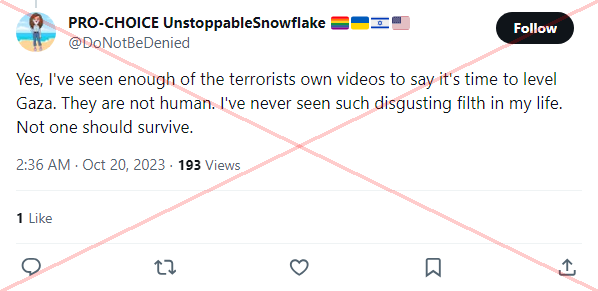 PRO-CHOICE UnstoppableSnowflake 🏳️‍🌈🇺🇦🇮🇱🇺🇸
@DoNotBeDenied
Follow
Yes, I've seen enough of the terrorists own videos to say it's time to level
Gaza. They are not human. I've never seen such disgusting filth in my life.
Not one should survive.
2:36 AM · Oct 20, 2023 · 193 Views
1 Like